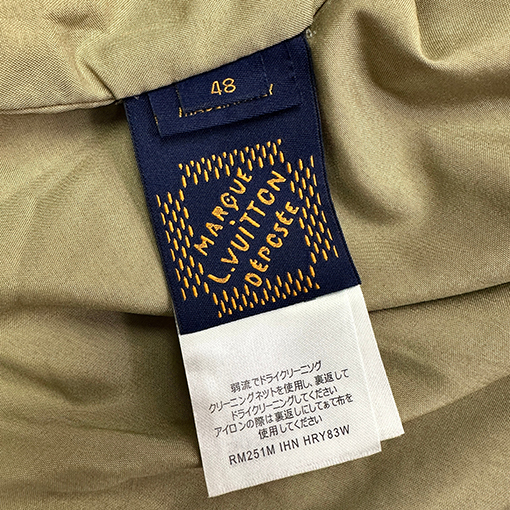 48
MARQUE
L.VUITTON
DÉPOSÉE
弱流でドライクリーニング
クリーニングネットを使用し、裏返して
ドライクリーニングしてください
アイロンの際は裏返しにしてあて布を
使用してください
RM251M IHN HRY83W